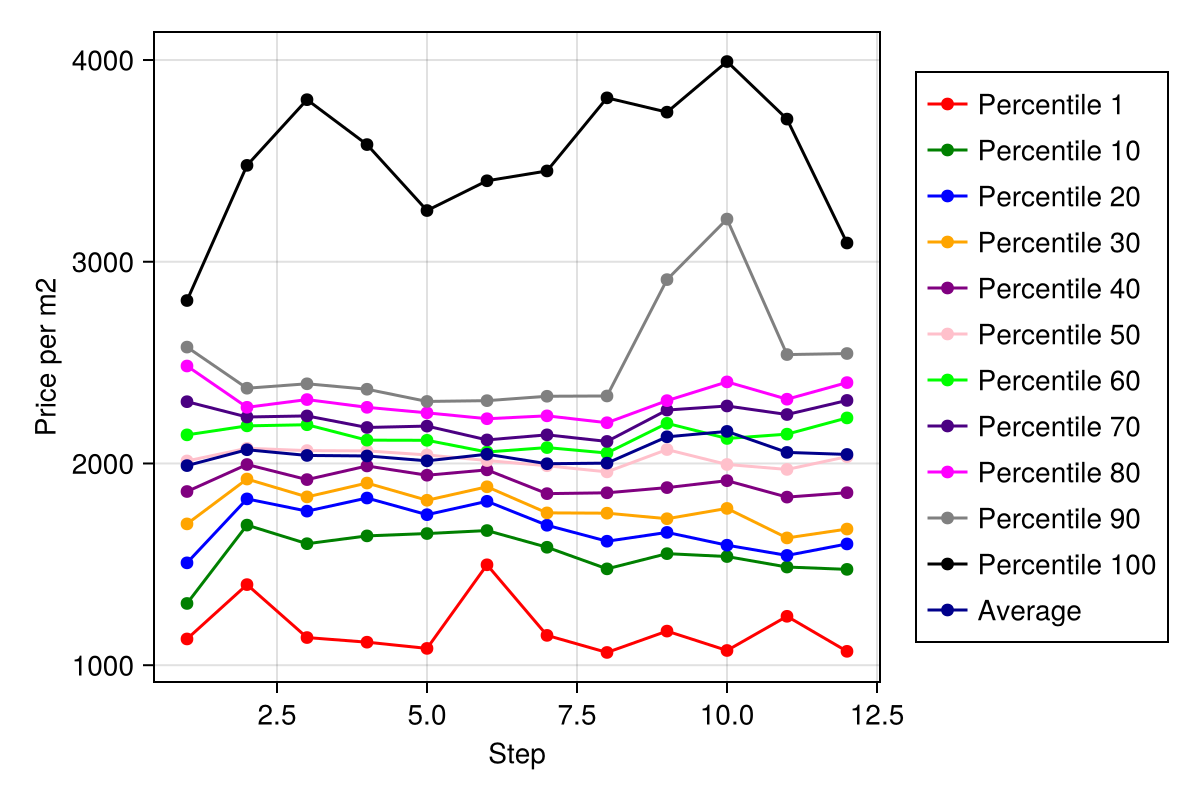 4000
3000
2000
1000
Price per m2
2.5 5.0 7.5 10.0 12.5
Step
Percentile 1
Percentile 10
Percentile 20
Percentile 30
Percentile 40
Percentile 50
Percentile 60
Percentile 70
Percentile 80
Percentile 90
Percentile 100
Average